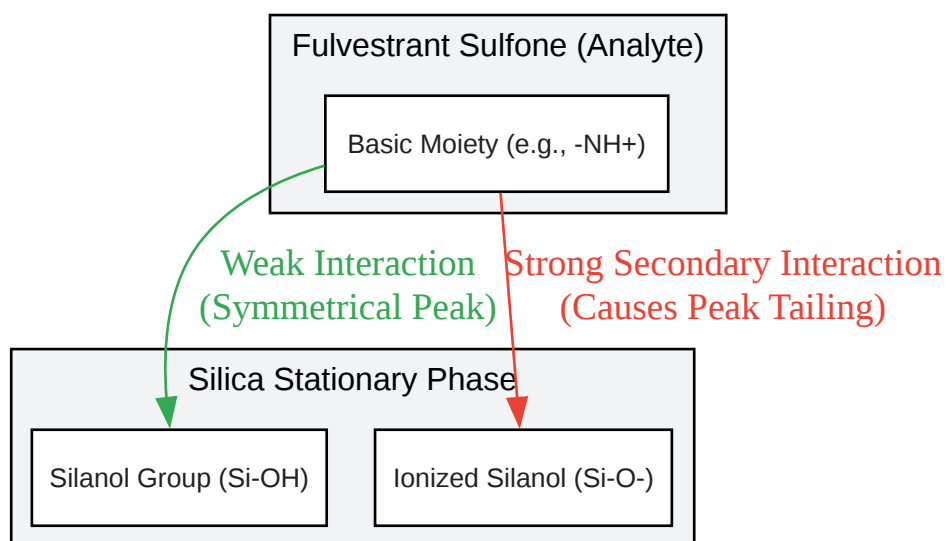 Fulvestrant Sulfone (Analyte)
Basic Moiety (e.g., -NH+)
Weak Interaction
(Symmetrical Peak)
Strong Secondary Interaction
(Causes Peak Tailing)
Silica Stationary Phase
Silanol Group (Si-OH)
Ionized Silanol (Si-O-)